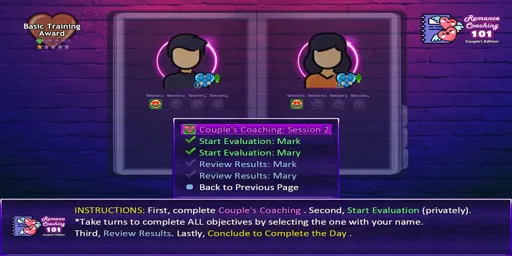 Basic Training
Award
Romance
Coaching
101
Couple's Edition
Couple's Coaching: Session 2
Start Evaluation: Mark
Start Evaluation: Mary
Review Results: Mark
Review Results: Mary
Back to Previous Page
Romance
Coaching
101
Couple's Edition
INSTRUCTIONS: First, complete Couple's Coaching . Second, Start Evaluation (privately).
*Take turns to complete ALL objectives by selecting the one with your name.
Third, Review Results. Lastly, Conclude to Complete the Day .